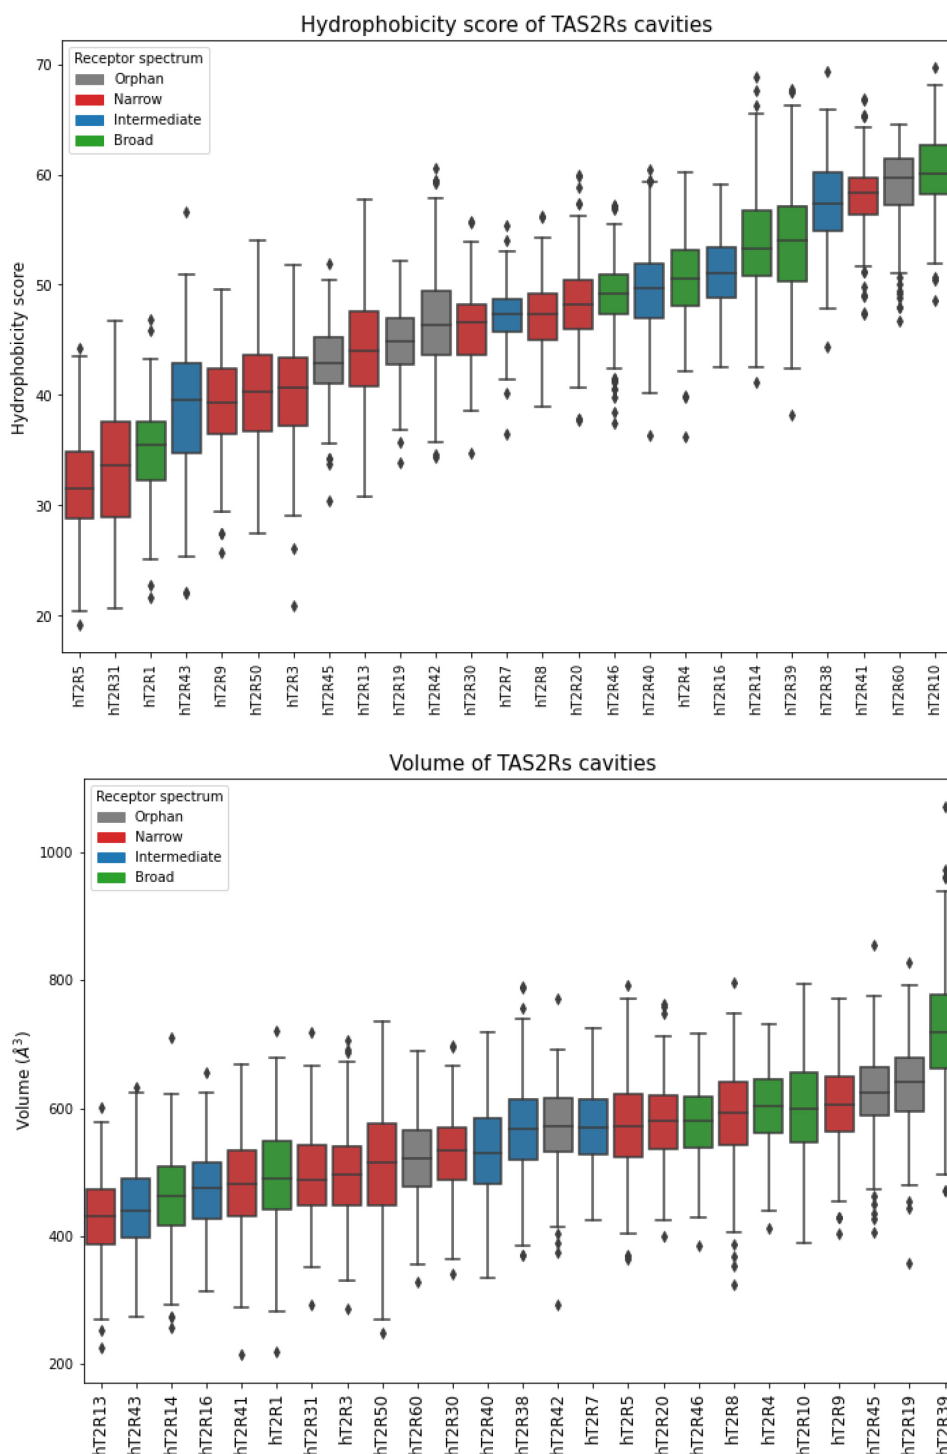 Hydrophobicity score of TAS2Rs cavities
Receptor spectrum
Orphan
Narrow
Intermediate
Broad
Hydrophobicity score
70
60
50
40
30
20
hT2R5
hT2R31
hT2R1
hT2R43
hT2R9
hT2R50
hT2R3
hT2R45
hT2R13
hT2R19
hT2R42
hT2R30
hT2R7
hT2R8
hT2R20
hT2R46
hT2R40
hT2R4
hT2R16
hT2R14
hT2R39
hT2R38
hT2R41
hT2R60
hT2R10
Volume of TAS2Rs cavities
Receptor spectrum
Orphan
Narrow
Intermediate
Broad
Volume (Å³)
1000
800
600
400
200
hT2R13
hT2R43
hT2R14
hT2R16
hT2R41
hT2R1
hT2R31
hT2R3
hT2R50
hT2R60
hT2R30
hT2R40
hT2R38
hT2R42
hT2R7
hT2R5
hT2R20
hT2R46
hT2R8
hT2R4
hT2R10
hT2R9
hT2R45
hT2R19
hT2R39